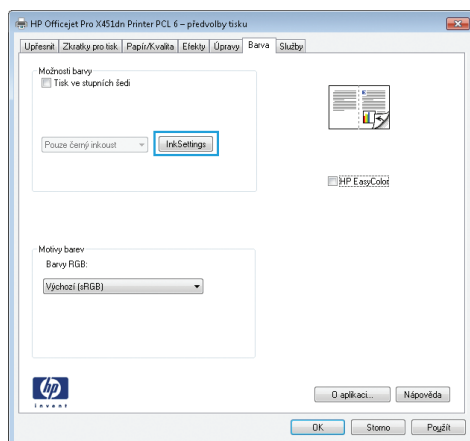 HP Officejet Pro X451dn Printer PCL 6 – předvolby tisku
Upřesnit Zkratky pro tisk Papír/Kvalita Efekty Úpravy Barva Služby
Možnosti barvy
Tisk ve stupních šedi
Pouze černý inkoust InkSettings
HP EasyColor
Motivy barev
Barvy RGB:
Výchozí (sRGB)
hp
invent
O aplikaci... Nápověda
OK Storno Použít